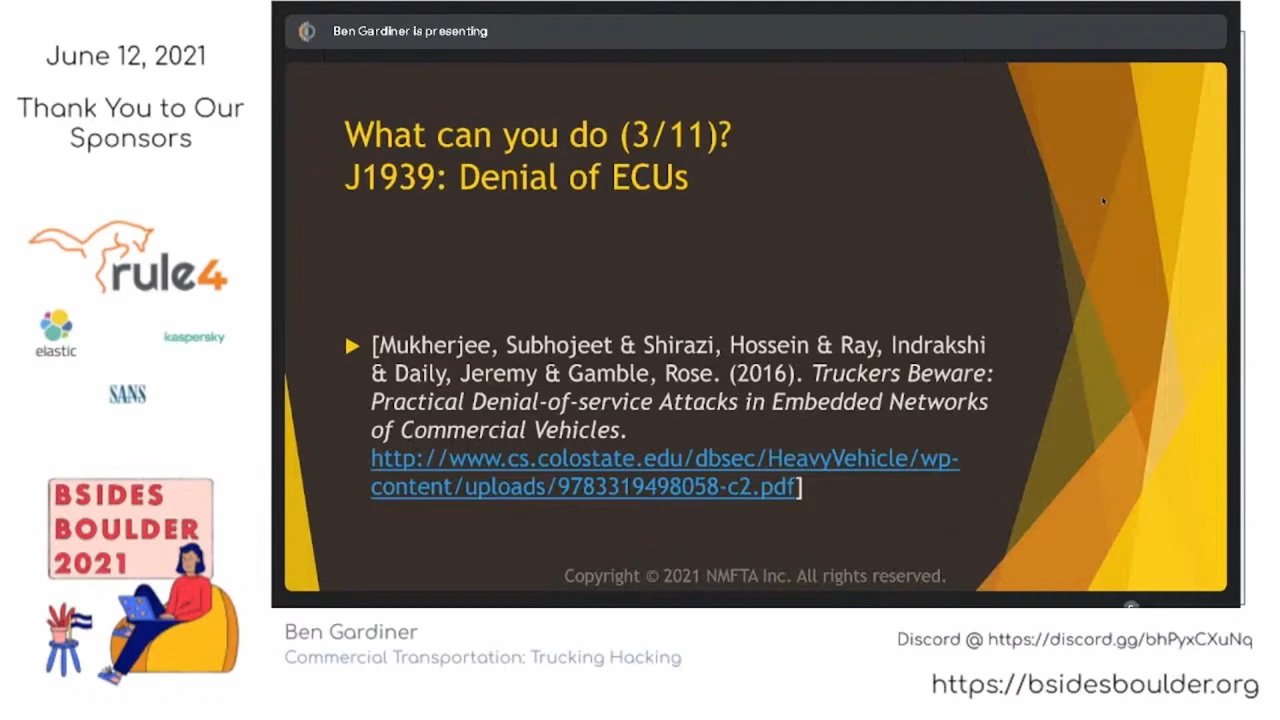 June 12, 2021
Thank You to Our
Sponsors
rule4
elastic
kaspersky
SANS
BSIDES
BOULDER
2021
Ben Gardiner is presenting
What can you do (3/11)?
J1939: Denial of ECUs
[Mukherjee, Subhojeet & Shirazi, Hossein & Ray, Indrakshi
& Daily, Jeremy & Gamble, Rose. (2016). Truckers Beware:
Practical Denial-of-service Attacks in Embedded Networks
of Commercial Vehicles.
http://www.cs.colostate.edu/dbsec/HeavyVehicle/wp-
content/uploads/9783319498058-c2.pdf]
Copyright © 2021 NMFTA Inc. All rights reserved.
Ben Gardiner
Commercial Transportation: Trucking Hacking
Discord @ https://discord.gg/bhPyxCXuNq
https://bsidesboulder.org